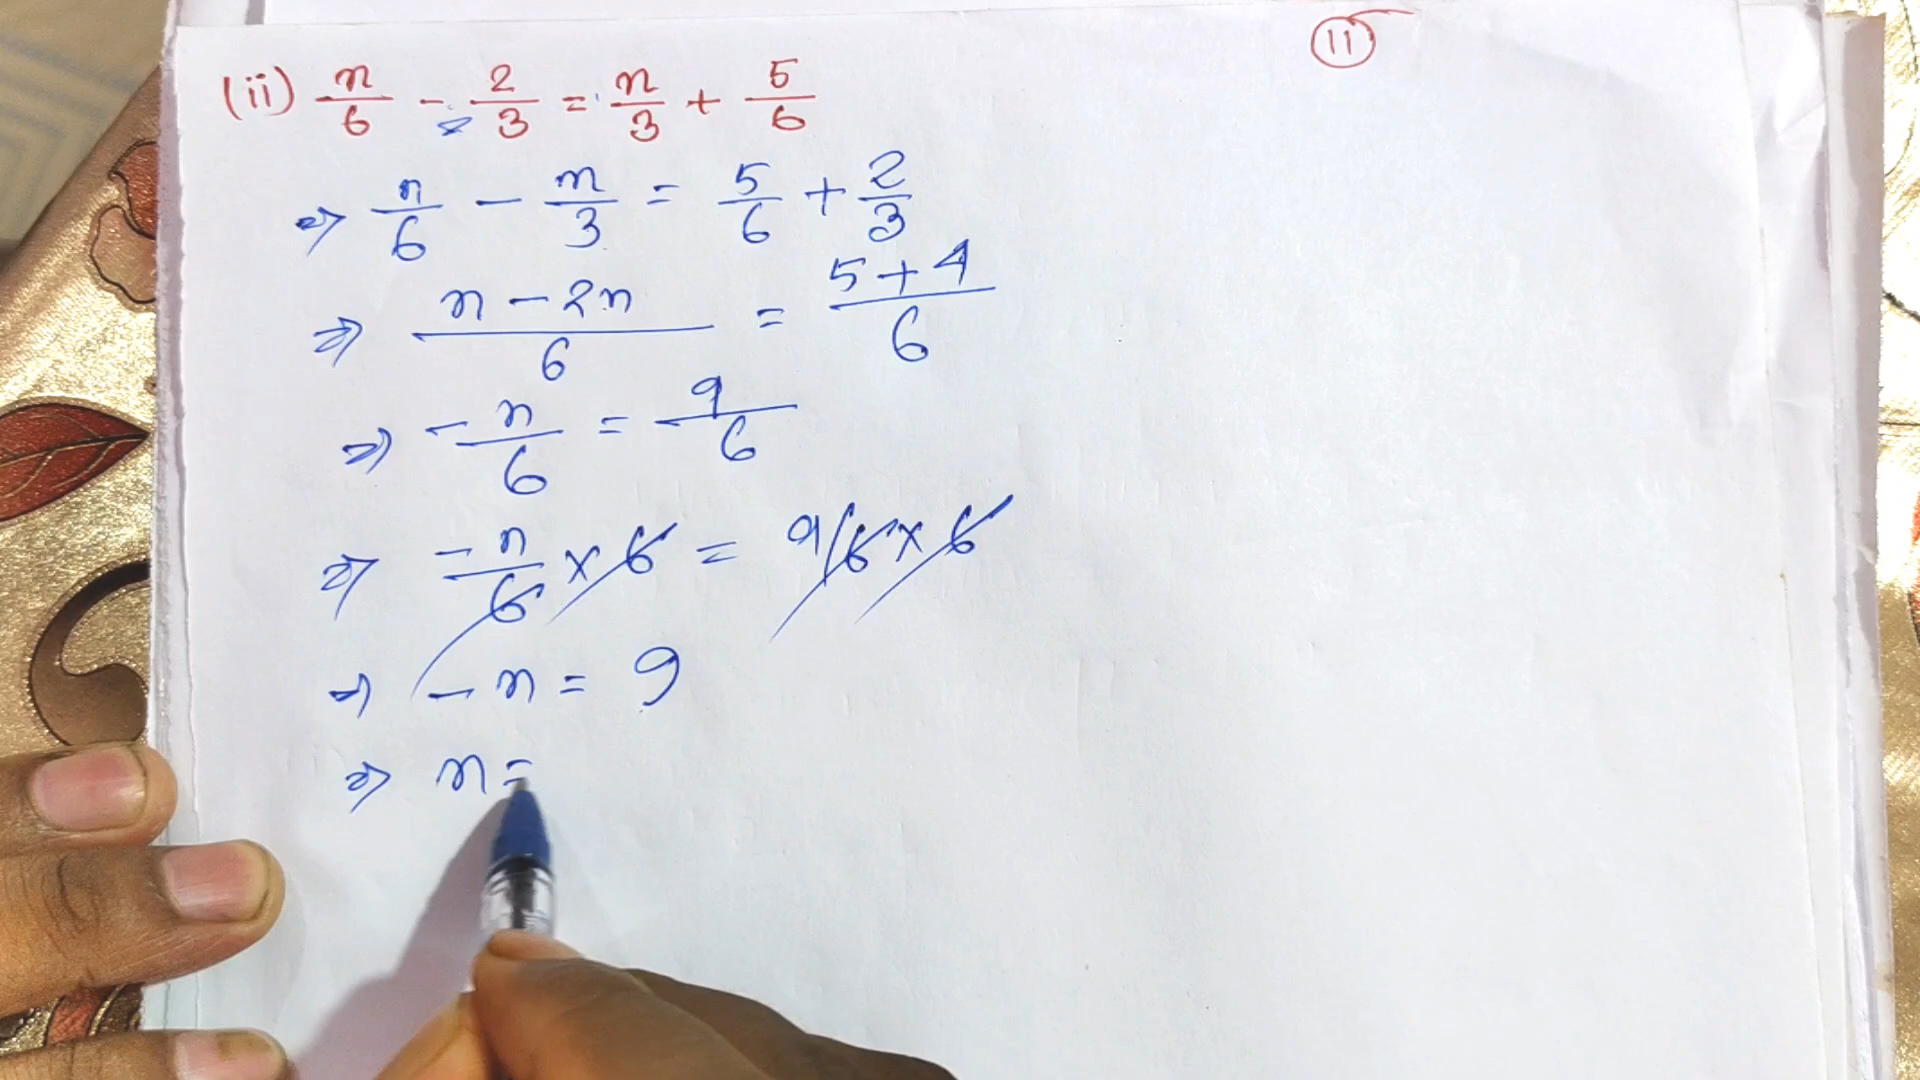 11
(ii) n/6 - 2/3 = n/3 + 5/6
⇒ n/6 - n/3 = 5/6 + 2/3
⇒ n - 2n / 6 = 5 + 4 / 6
⇒ - n/6 = 9/6
⇒ - n/6 × 6 = 9/6 × 6
⇒ - n = 9
⇒ n =